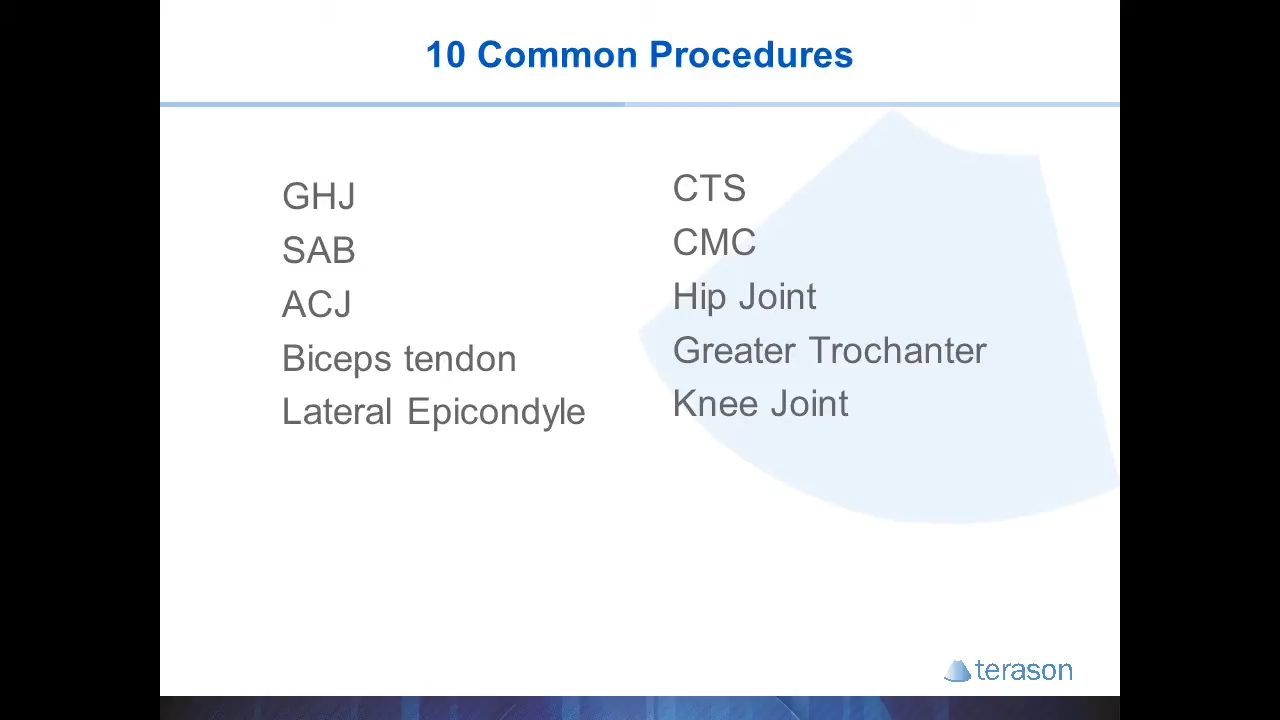 10 Common Procedures
GHJ
SAB
ACJ
Biceps tendon
Lateral Epicondyle
CTS
CMC
Hip Joint
Greater Trochanter
Knee Joint
terason